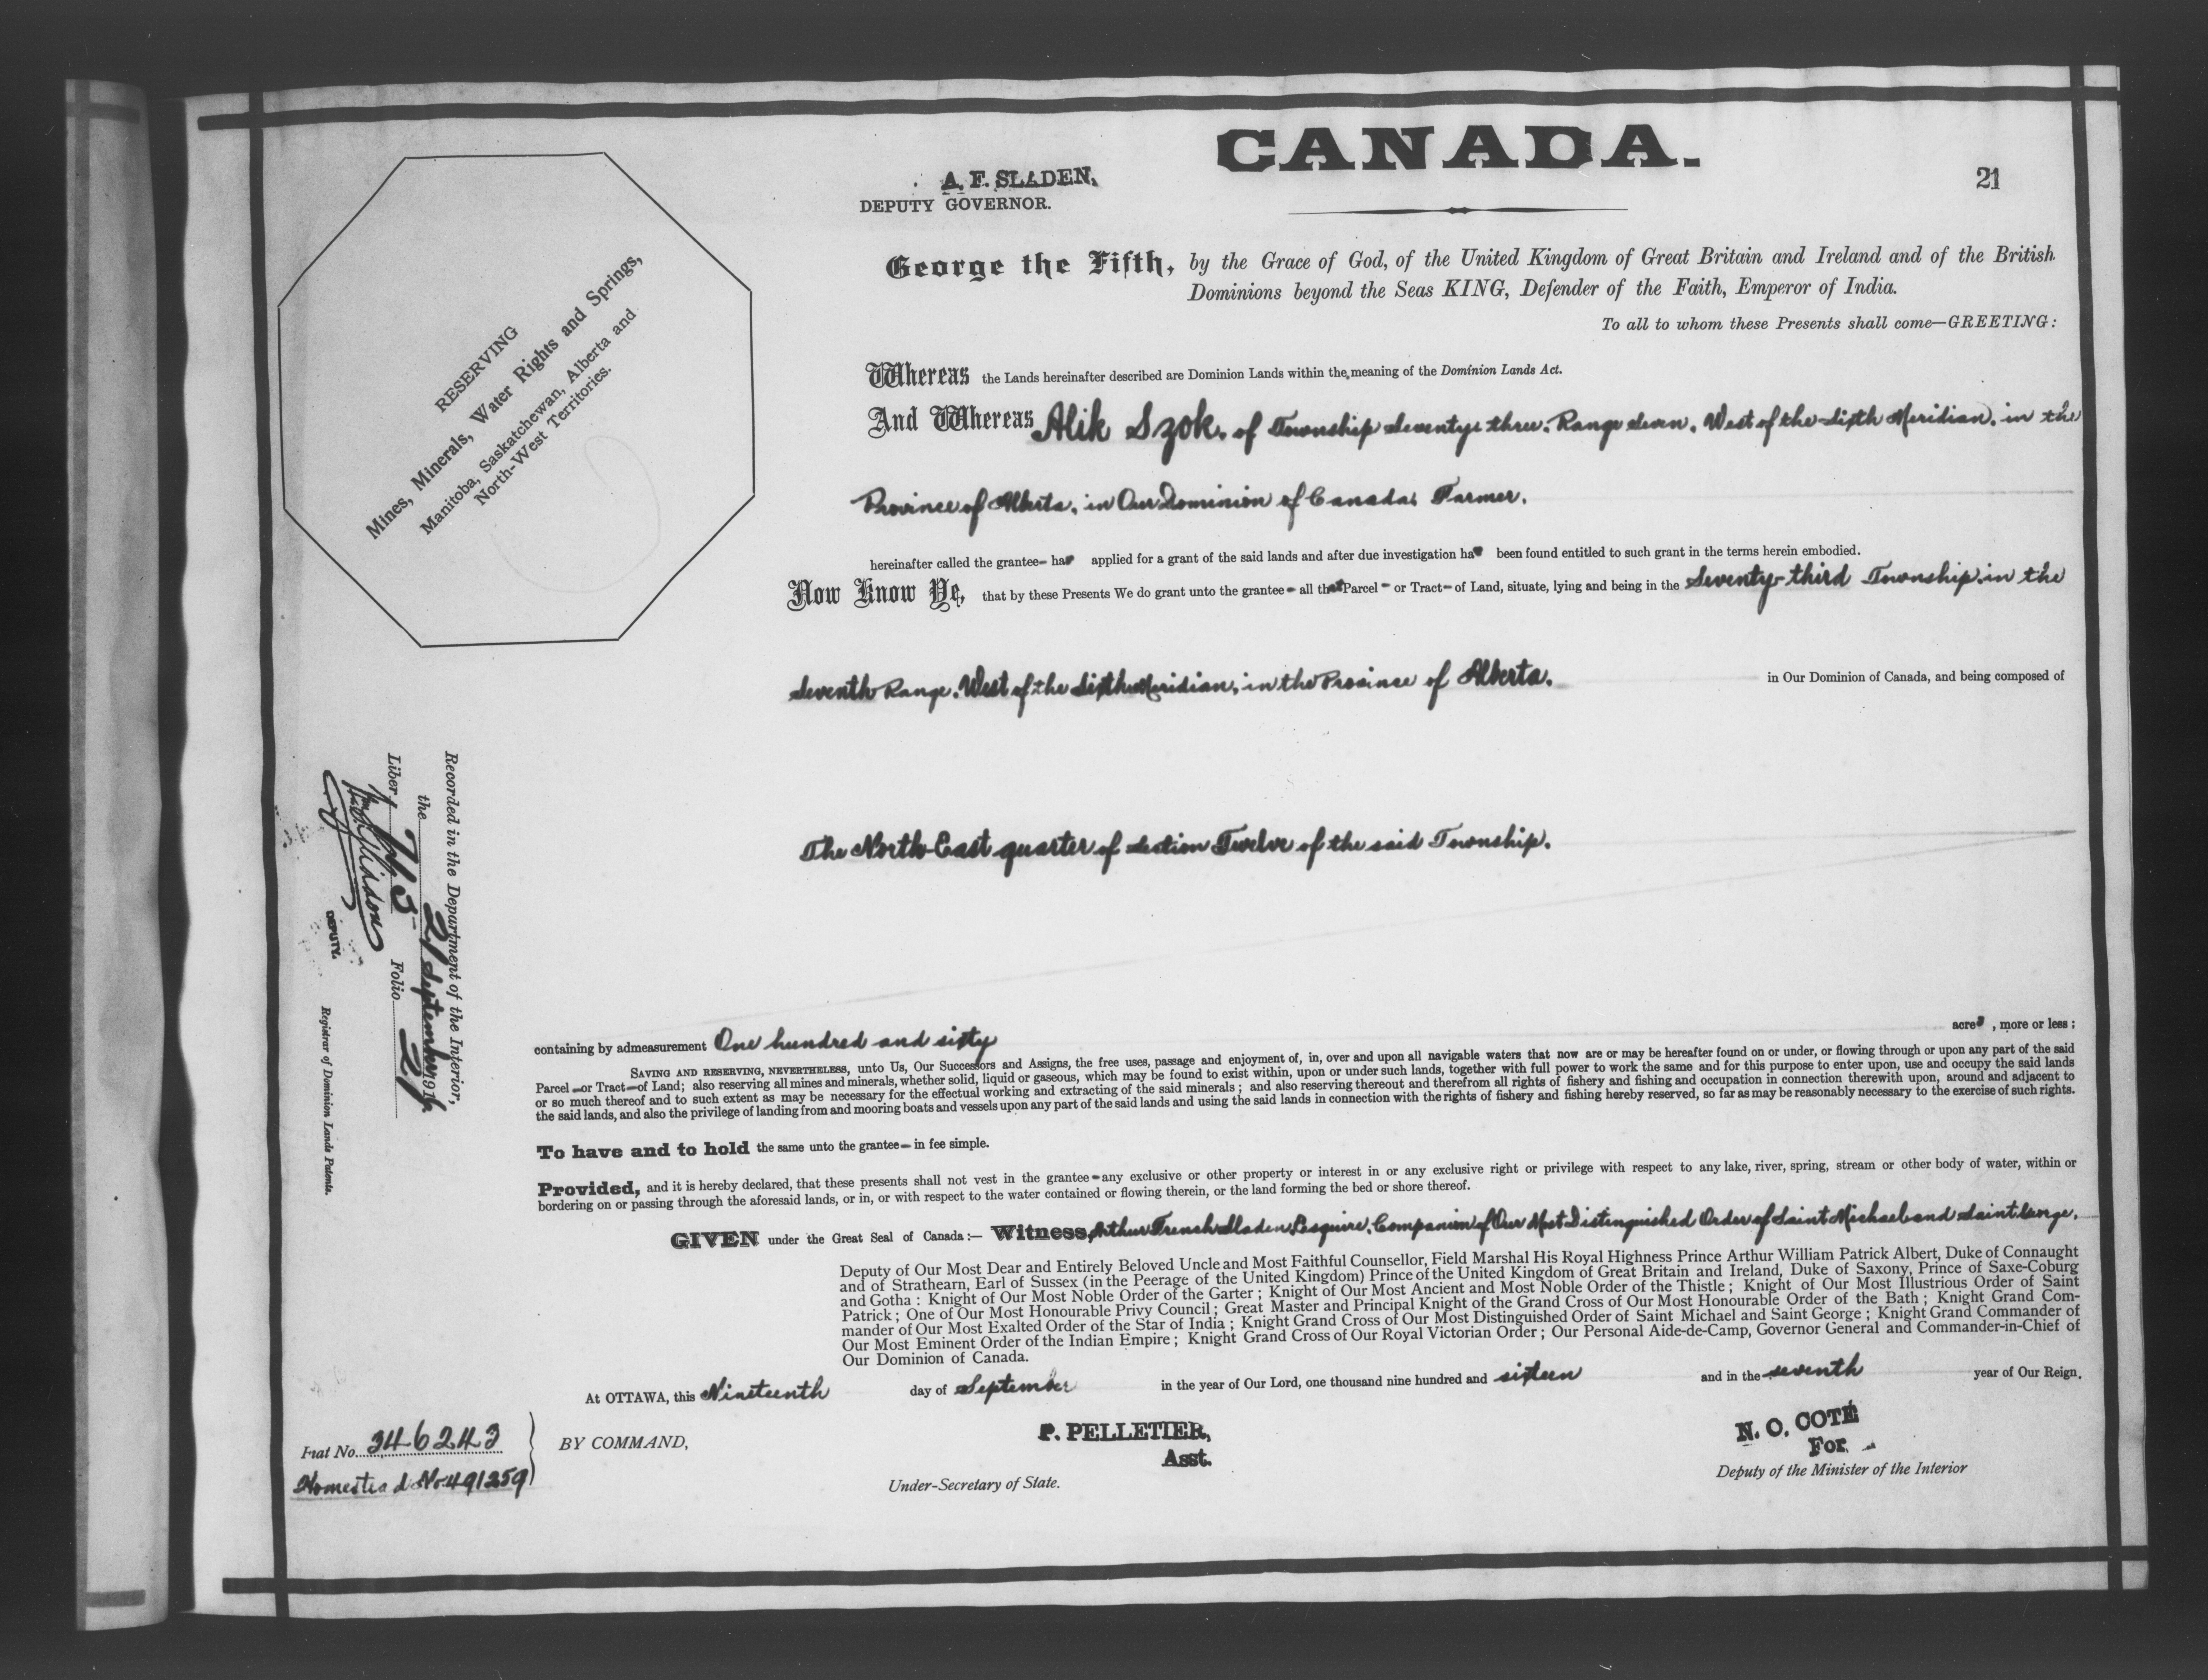 CANADA.
A. F. SLADEN,
DEPUTY GOVERNOR.
21
George the Fifth, by the Grace of God, of the United Kingdom of Great Britain and Ireland and of the British
Dominions beyond the Seas KING, Defender of the Faith, Emperor of India.
To all to whom these Presents shall come—GREETING:
RESERVING
Mines, Minerals, Water Rights and Springs,
Manitoba, Saskatchewan, Alberta and
North-West Territories.
Whereas the Lands hereinafter described are Dominion Lands within the meaning of the Dominion Lands Act.
And Whereas Alik Szok, of Township Seventy-three, Range Seven, West of the Sixth Meridian, in the
Province of Alberta, in Our Dominion of Canada, Farmer.
hereinafter called the grantee- has applied for a grant of the said lands and after due investigation has been found entitled to such grant in the terms herein embodied.
Now Know Ye, that by these Presents We do grant unto the grantee - all that Parcel - or Tract - of Land, situate, lying and being in the Seventy-third Township, in the
Seventh Range, West of the Sixth Meridian, in the Province of Alberta. in Our Dominion of Canada, and being composed of
The North East quarter of Section Twelve of the said Township.
containing by admeasurement One hundred and sixty acres, more or less:
SAVING AND RESERVING, NEVERTHELESS, unto Us, Our Successors and Assigns, the free uses, passage and enjoyment of, in, over and upon all navigable waters that now are or may be hereafter found on or under, or flowing through or upon any part of the said
Parcel - or Tract - of Land; also reserving all mines and minerals, whether solid, liquid or gaseous, which may be found to exist within, upon or under such lands, together with full power to work the same and for this purpose to enter upon, use and occupy the said lands
or so much thereof and to such extent as may be necessary for the effectual working and extracting of the said minerals; and also reserving thereout and therefrom all rights of fishery and fishing and occupation in connection therewith upon, around and adjacent to
the said lands, and also the privilege of landing from and mooring boats and vessels upon any part of the said lands and using the said lands in connection with the rights of fishery and fishing hereby reserved, so far as may be reasonably necessary to the exercise of such rights.
To have and to hold the same unto the grantee - in fee simple.
Provided, and it is hereby declared, that these presents shall not vest in the grantee - any exclusive or other property or interest in or any exclusive right or privilege with respect to any lake, river, spring, stream or other body of water, within or
bordering on or passing through the aforesaid lands, or in, or with respect to the water contained or flowing therein, or the land forming the bed or shore thereof.
GIVEN under the Great Seal of Canada:— Witness, Arthur French Sladen, Esquire, Companion of Our Most Distinguished Order of Saint Michael and Saint George,
Deputy of Our Most Dear and Entirely Beloved Uncle and Most Faithful Counsellor, Field Marshal His Royal Highness Prince Arthur William Patrick Albert, Duke of Connaught
and of Strathearn, Earl of Sussex (in the Peerage of the United Kingdom) Prince of the United Kingdom of Great Britain and Ireland, Duke of Saxony, Prince of Saxe-Coburg
and Gotha: Knight of Our Most Noble Order of the Garter; Knight of Our Most Ancient and Most Noble Order of the Thistle; Knight of Our Most Illustrious Order of Saint
Patrick; One of Our Most Honourable Privy Council; Great Master and Principal Knight of the Grand Cross of Our Most Honourable Order of the Bath; Knight Grand Com-
mander of Our Most Exalted Order of the Star of India; Knight Grand Cross of Our Most Distinguished Order of Saint Michael and Saint George; Knight Grand Commander of
Our Most Eminent Order of the Indian Empire; Knight Grand Cross of Our Royal Victorian Order; Our Personal Aide-de-Camp, Governor General and Commander-in-Chief of
Our Dominion of Canada.
At OTTAWA, this Nineteenth day of September in the year of Our Lord, one thousand nine hundred and sixteen and in the seventh year of Our Reign.
BY COMMAND,
P. PELLETIER,
Asst.
Under-Secretary of State.
N. O. COTÉ
For
Deputy of the Minister of the Interior
Fiat No. 346243
Homestead No 491259
Recorded in the Department of the Interior,
the 21 September 1916
Liber 745 Folio 21
DEPUTY.
Registrar of Dominion Lands Patents.